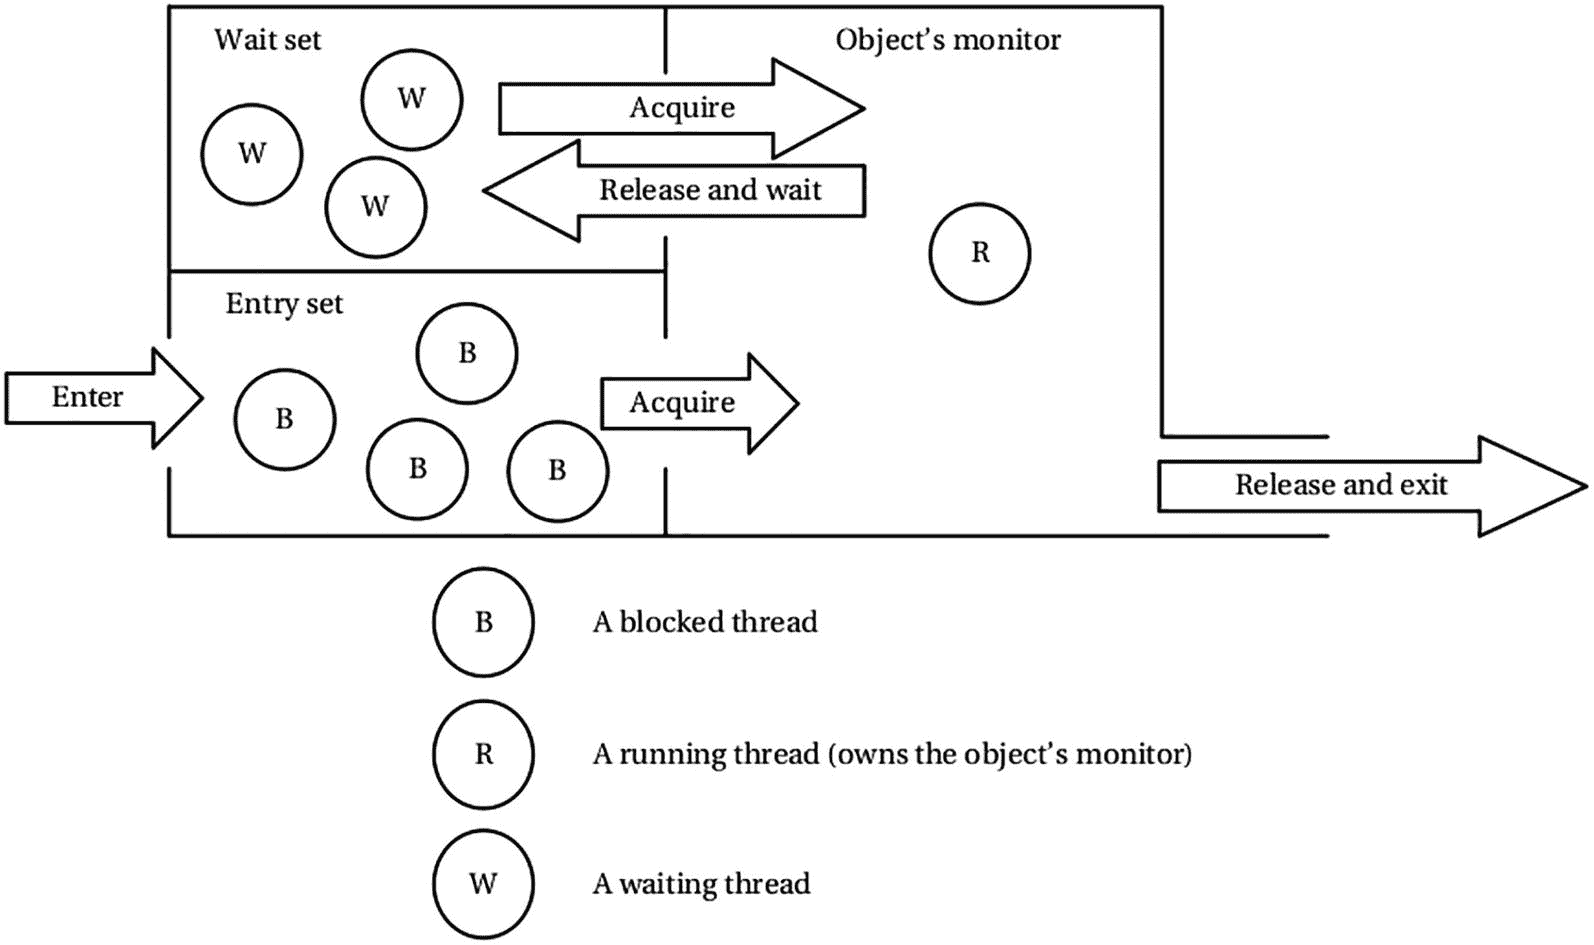 Wait set
Object’s monitor
W
W
W
Acquire
Release and wait
R
Entry set
B
B
B
B
Enter
Acquire
Release and exit
B
A blocked thread
R
A running thread (owns the object’s monitor)
W
A waiting thread